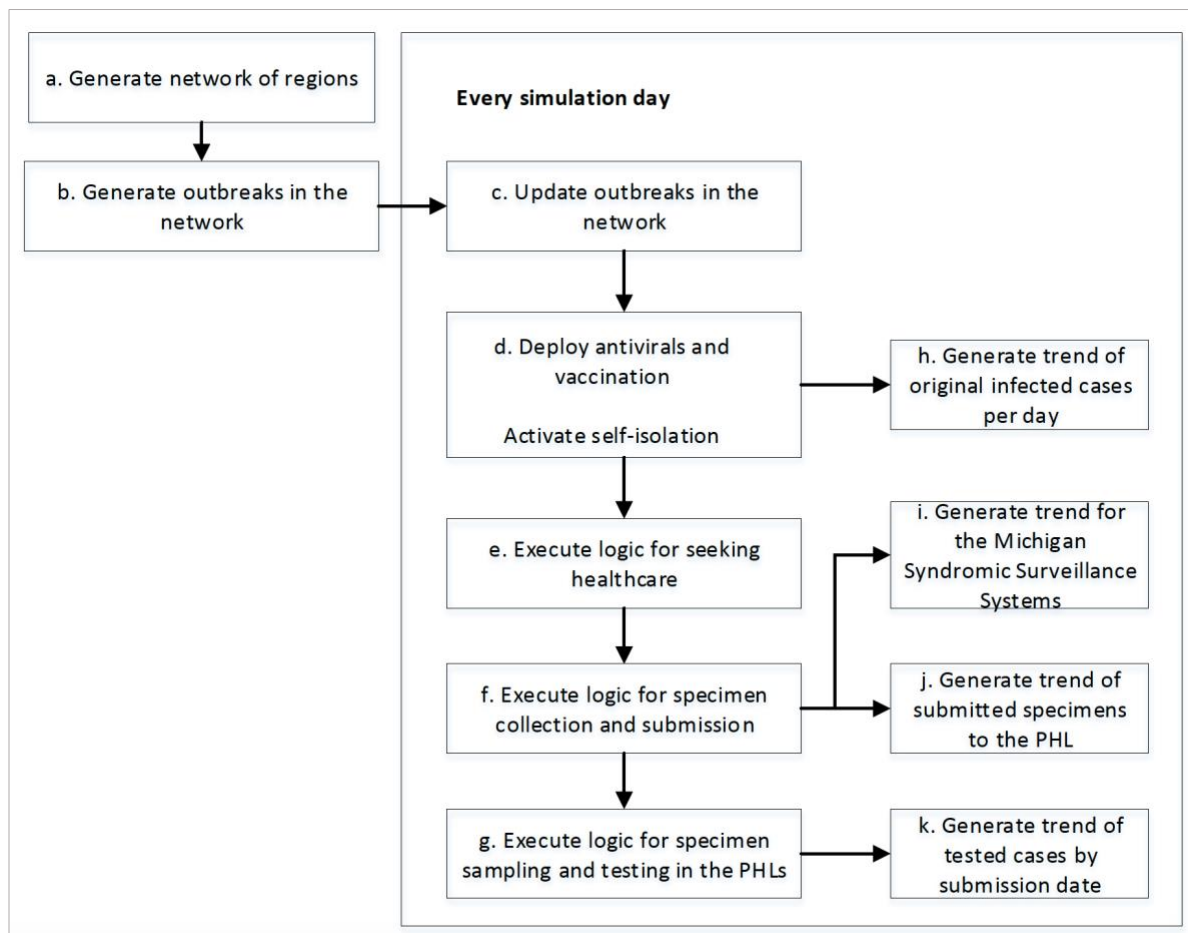 a. Generate network of regions
b. Generate outbreaks in the
network
Every simulation day
c. Update outbreaks in the
network
d. Deploy antivirals and
vaccination
Activate self-isolation
h. Generate trend of
original infected cases
per day
e. Execute logic for seeking
healthcare
i. Generate trend for
the Michigan
Syndromic Surveillance
Systems
f. Execute logic for specimen
collection and submission
j. Generate trend of
submitted specimens
to the PHL
g. Execute logic for specimen
sampling and testing in the PHLs
k. Generate trend of
tested cases by
submission date